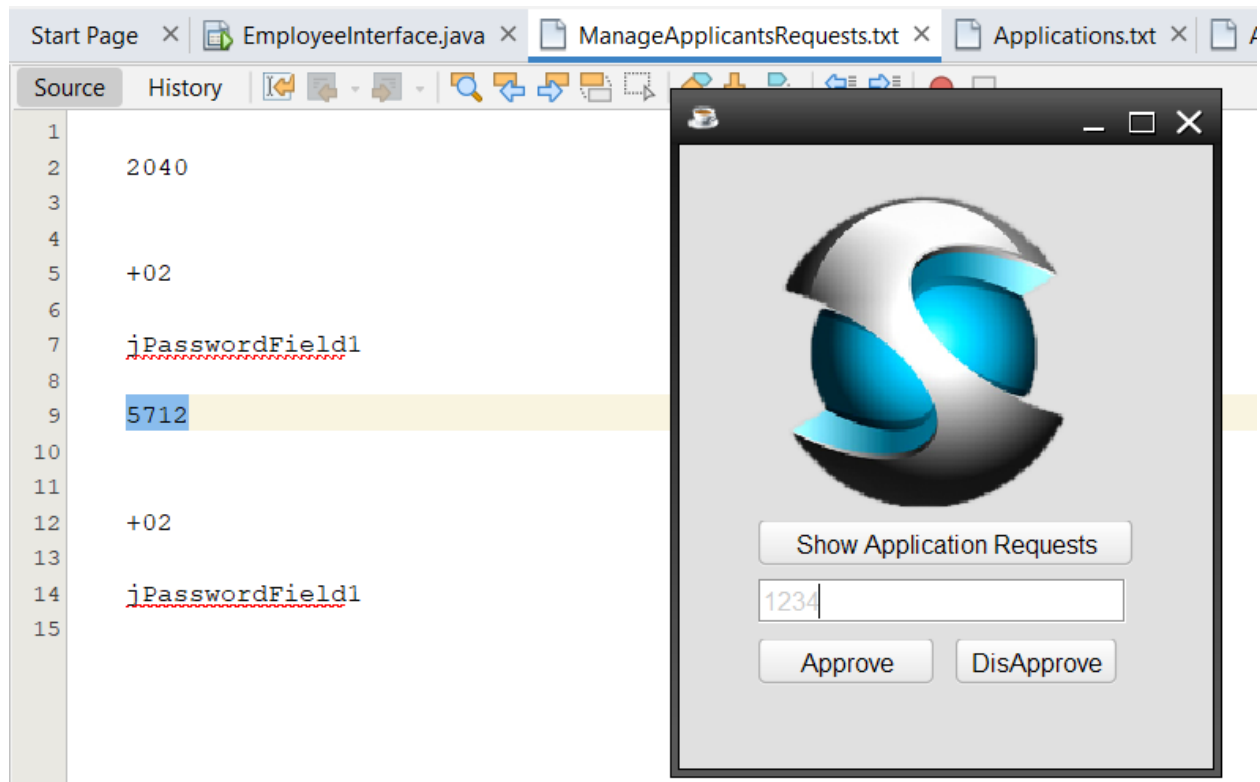 Start Page EmployeeInterface.java ManageApplicantsRequests.txt Applications.txt A
Source History
1
2 2040
3
4
5 +02
6
7 jPasswordField1
8
9 5712
10
11
12 +02
13
14 jPasswordField1
15
Show Application Requests
1234
Approve DisApprove